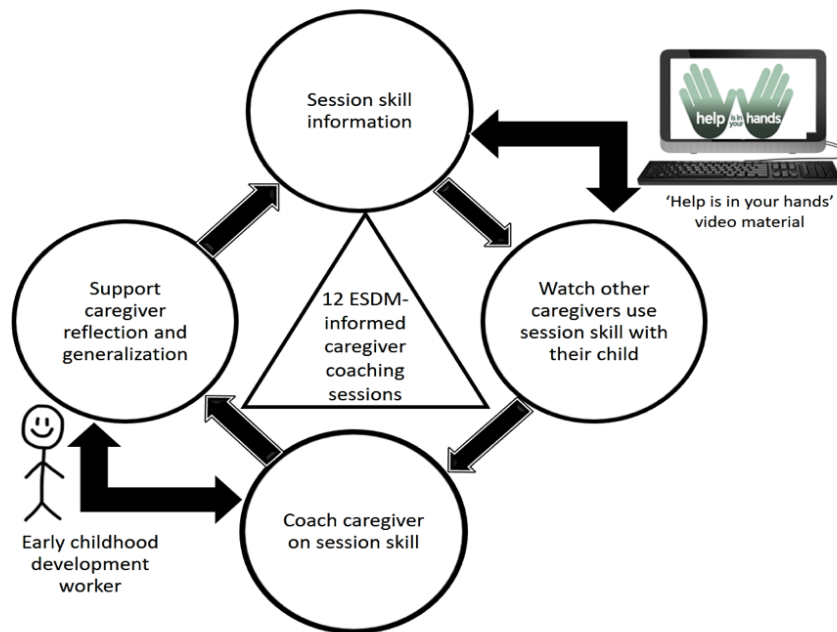 Session skill
information
help is in your hands
'Help is in your hands'
video material
Support
caregiver
reflection and
generalization
12 ESDM-
informed
caregiver
coaching
sessions
Watch other
caregivers use
session skill with
their child
Coach caregiver
on session skill
Early childhood
development
worker